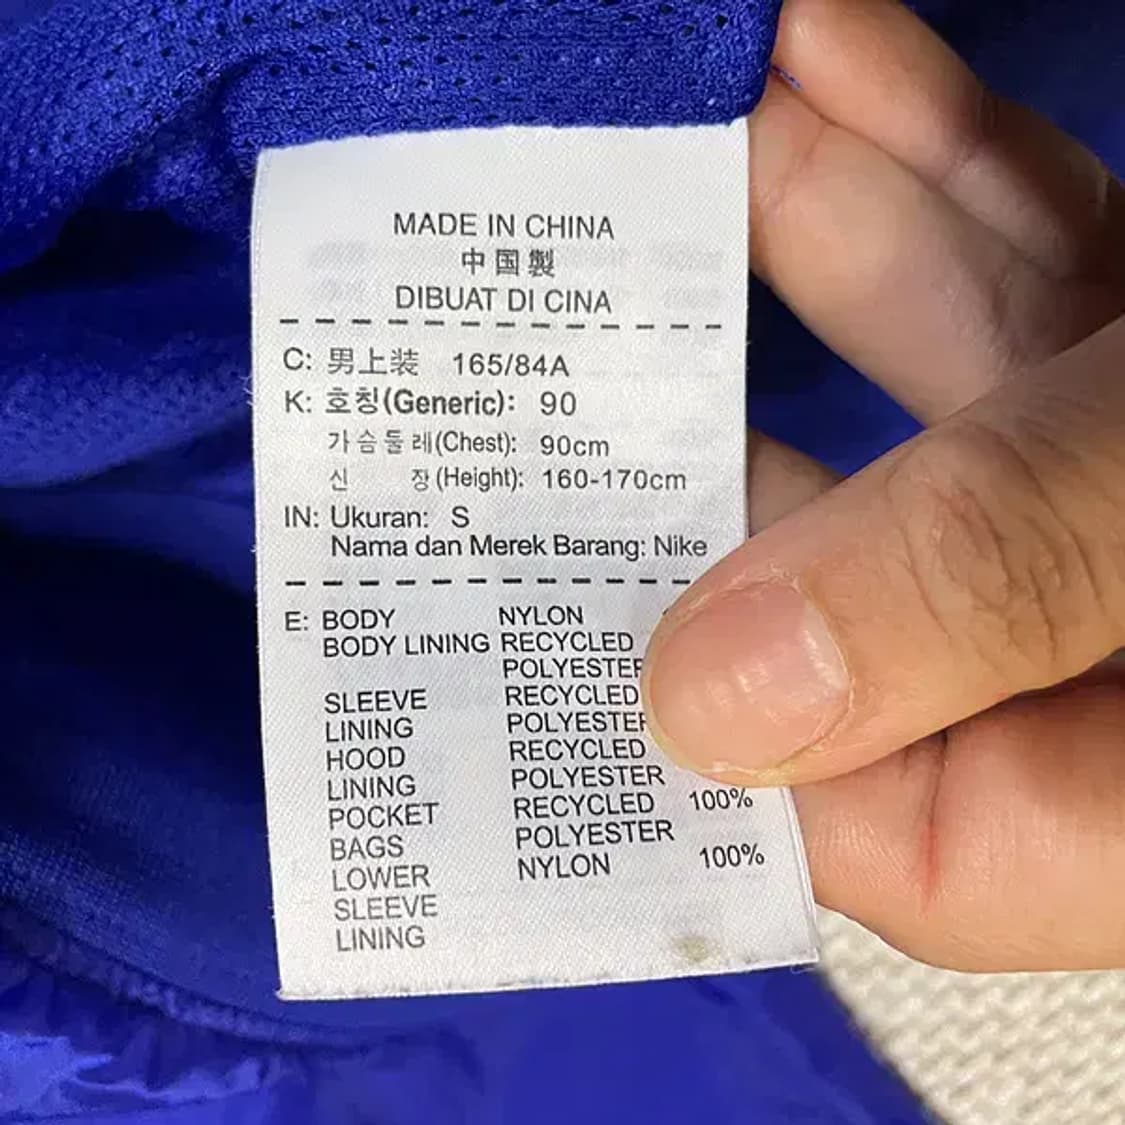 MADE IN CHINA
中国製
DIBUAT DI CINA
C: 男上装 165/84A
K: 호칭(Generic): 90
가슴둘레(Chest): 90cm
신 장(Height): 160-170cm
IN: Ukuran: S
Nama dan Merek Barang: Nike
E: BODY NYLON
BODY LINING RECYCLED
POLYESTER
SLEEVE RECYCLED
LINING POLYESTER
HOOD RECYCLED
LINING POLYESTER
POCKET RECYCLED 100%
BAGS POLYESTER
LOWER NYLON 100%
SLEEVE
LINING